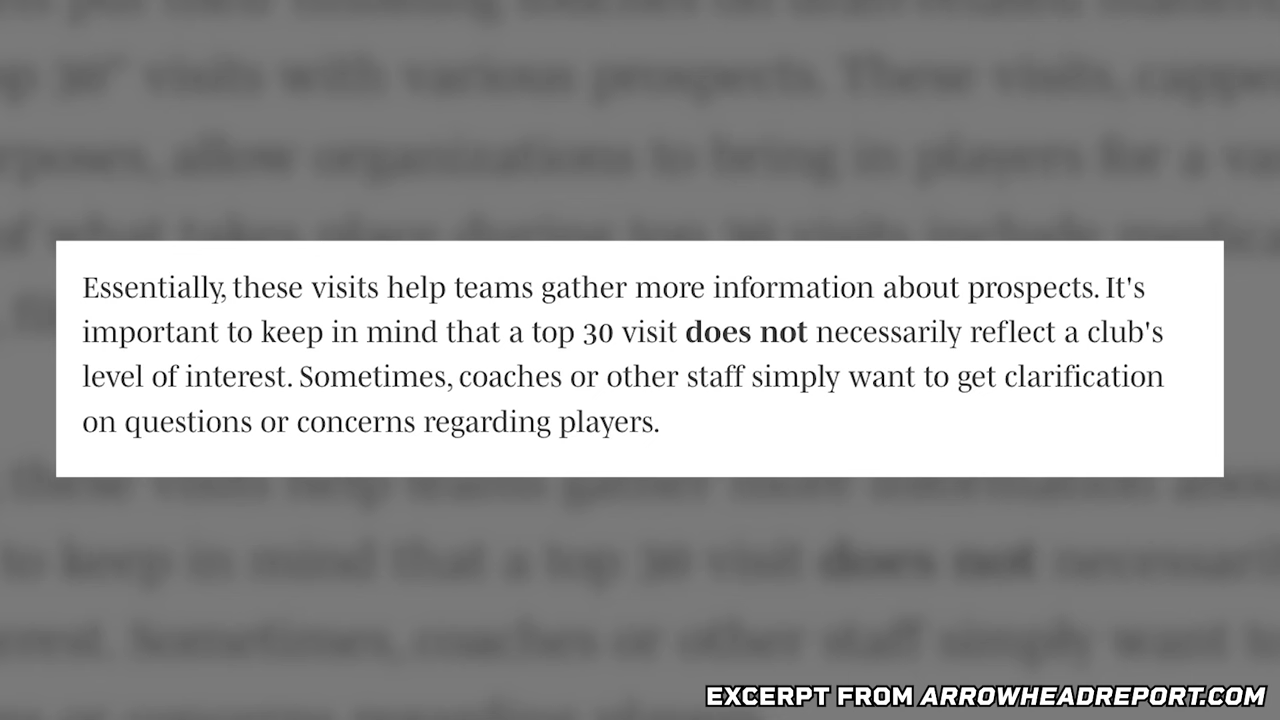 Essentially, these visits help teams gather more information about prospects. It's
important to keep in mind that a top 30 visit does not necessarily reflect a club's
level of interest. Sometimes, coaches or other staff simply want to get clarification
on questions or concerns regarding players.
EXCERPT FROM ARROWHEADREPORT.COM